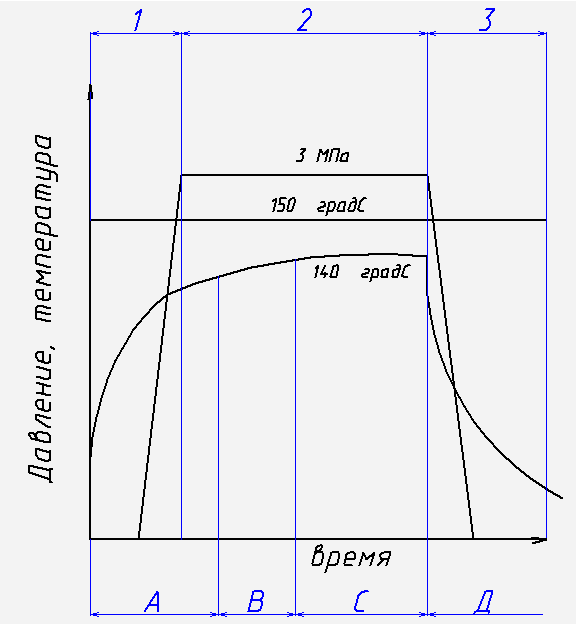 1 2 3
3 МПа
150 градС
140 градС
Давление, температура
время
А В С Д